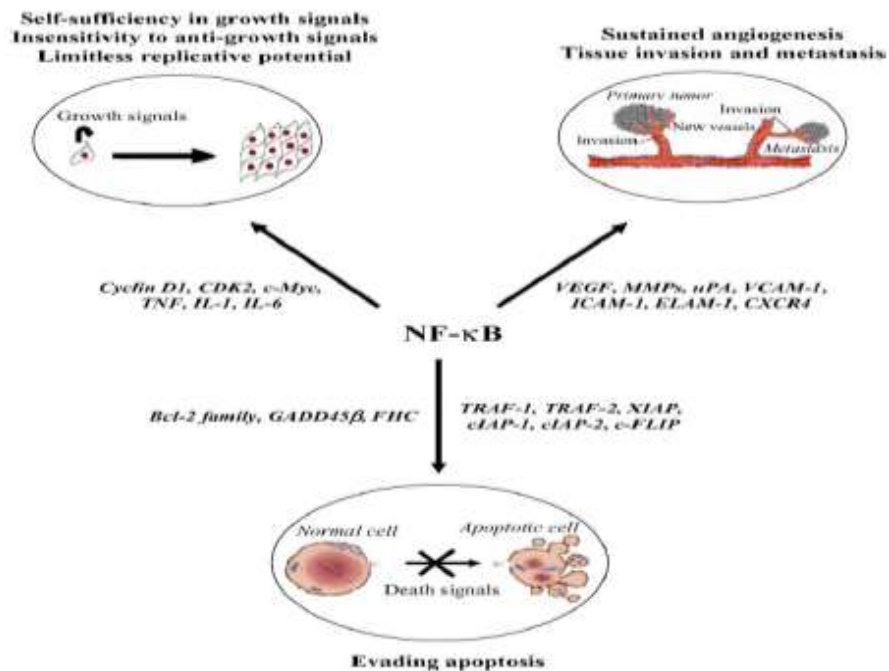 Self-sufficiency in growth signals
Insensitivity to anti-growth signals
Limitless replicative potential
Growth signals
Sustained angiogenesis
Tissue invasion and metastasis
Primary tumor
Invasion
New vessels
Invasion
Metastasis
Cyclin D1, CDK2, c-Myc,
TNF, IL-1, IL-6
VEGF, MMPs, uPA, VCAM-1,
ICAM-1, ELAM-1, CXCR4
NF-κB
Bcl-2 family, GADD45β, FHC
TRAF-1, TRAF-2, XIAP,
cIAP-1, cIAP-2, c-FLIP
Normal cell
Apoptotic cell
Death signals
Evading apoptosis